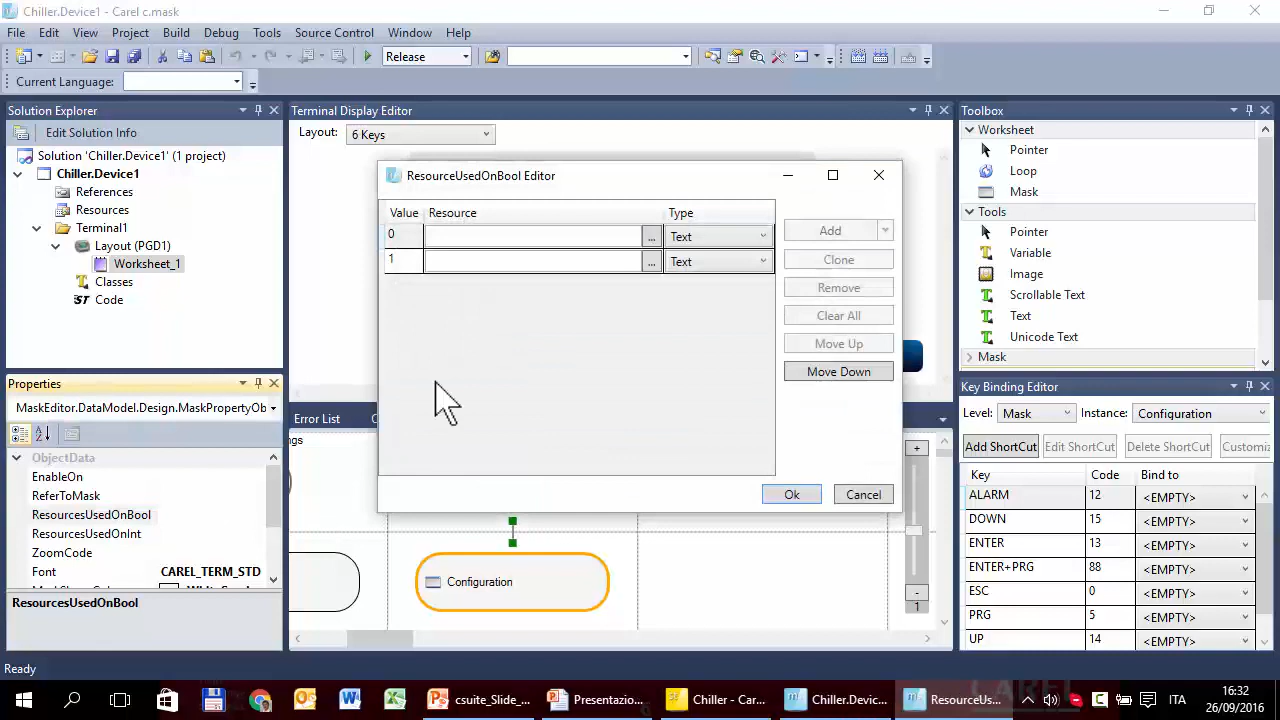 Chiller.Device1 - Carel c.mask
File Edit View Project Build Debug Tools Source Control Window Help
Release
Current Language:
Solution Explorer
Edit Solution Info
Solution 'Chiller.Device1' (1 project)
Chiller.Device1
References
Resources
Terminal1
Layout (PGD1)
Worksheet_1
Classes
ST Code
Terminal Display Editor
Layout: 6 Keys
ResourceUsedOnBool Editor
Value Resource Type
0 ... Text
1 ... Text
Add
Clone
Remove
Clear All
Move Up
Move Down
Ok Cancel
Toolbox
Worksheet
Pointer
Loop
Mask
Tools
Pointer
Variable
Image
Scrollable Text
Text
Unicode Text
Mask
Properties
MaskEditor.DataModel.Design.MaskPropertyOb
ObjectData
EnableOn
ReferToMask
ResourcesUsedOnBool
ResourcesUsedOnInt
ZoomCode
Font CAREL_TERM_STD
ResourcesUsedOnBool
Error List
ngs
Configuration
+
-
1
Key Binding Editor
Level: Mask Instance: Configuration
Add ShortCut Edit ShortCut Delete ShortCut Customiz
Key Code Bind to
ALARM 12 <EMPTY>
DOWN 15 <EMPTY>
ENTER 13 <EMPTY>
ENTER+PRG 88 <EMPTY>
ESC 0 <EMPTY>
PRG 5 <EMPTY>
UP 14 <EMPTY>
Ready
csuite_Slide_... Presentazio... Chiller - Car... Chiller.Devic... ResourceUs...
CAREL
ITA
16:32
26/09/2016